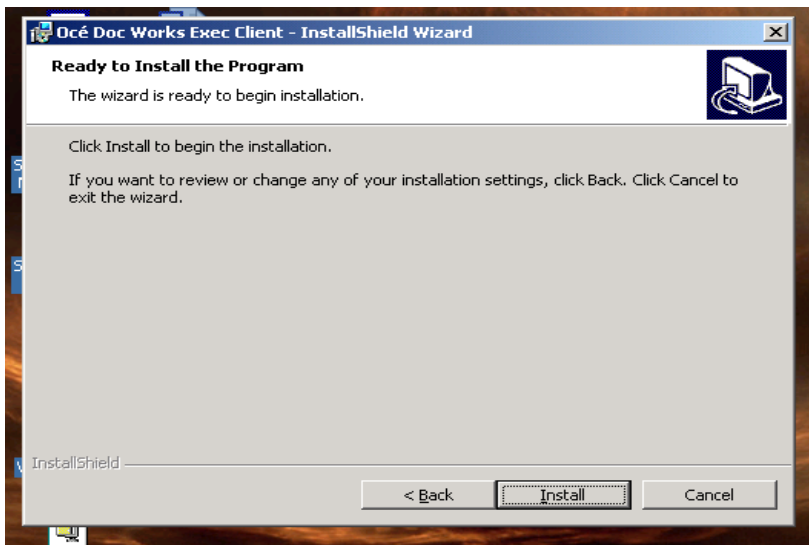 Océ Doc Works Exec Client - InstallShield Wizard
Ready to Install the Program
The wizard is ready to begin installation.
Click Install to begin the installation.
If you want to review or change any of your installation settings, click Back. Click Cancel to
exit the wizard.
InstallShield
< Back
Install
Cancel